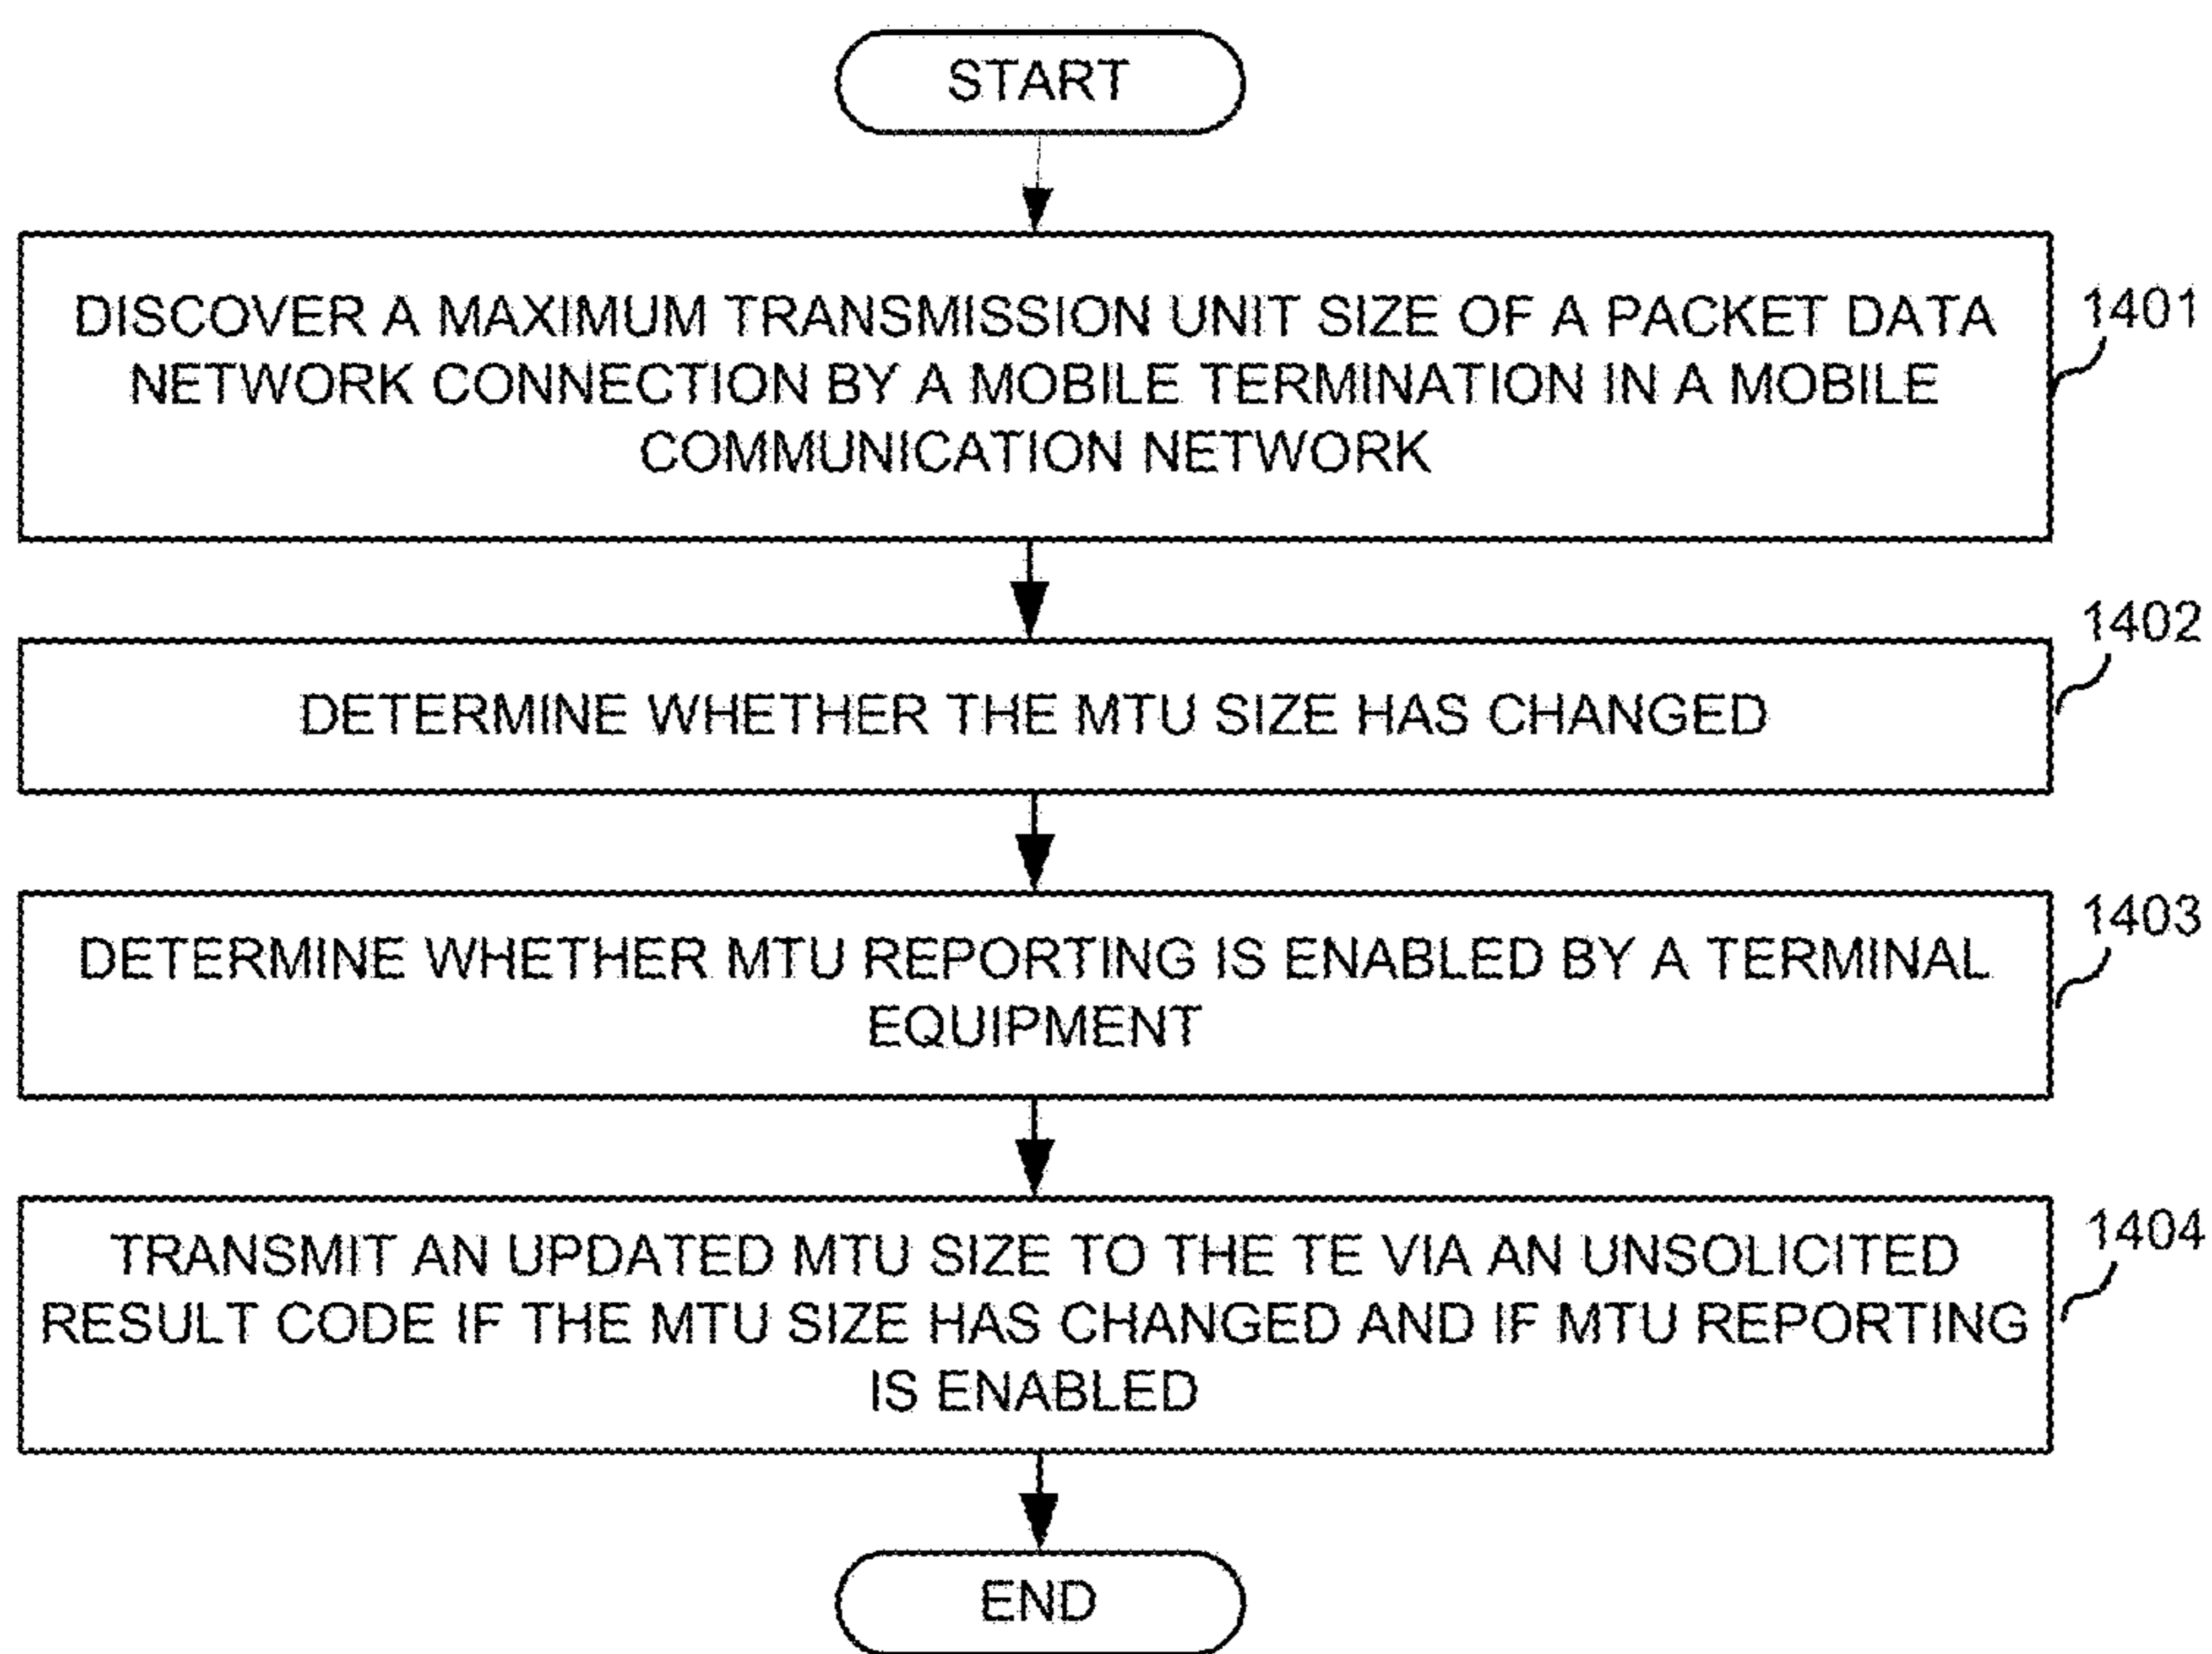 START
DISCOVER A MAXIMUM TRANSMISSION UNIT SIZE OF A PACKET DATA
NETWORK CONNECTION BY A MOBILE TERMINATION IN A MOBILE
COMMUNICATION NETWORK
1401
DETERMINE WHETHER THE MTU SIZE HAS CHANGED
1402
DETERMINE WHETHER MTU REPORTING IS ENABLED BY A TERMINAL
EQUIPMENT
1403
TRANSMIT AN UPDATED MTU SIZE TO THE TE VIA AN UNSOLICITED
RESULT CODE IF THE MTU SIZE HAS CHANGED AND IF MTU REPORTING
IS ENABLED
1404
END